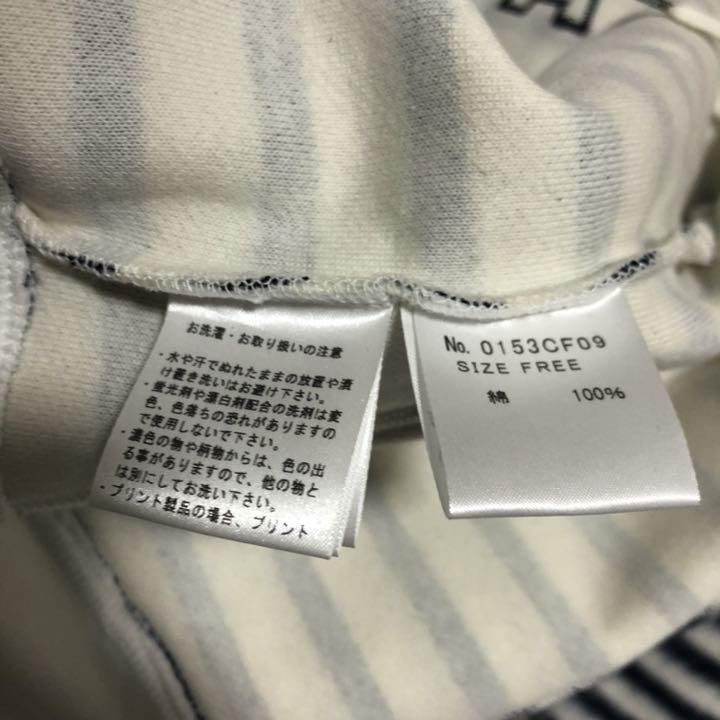 お洗濯・お取り扱いの注意
・水や汗でぬれたままの放置や漬
け置き洗いはお避け下さい。
・蛍光剤や漂白剤配合の洗剤は変
色、色落ちの恐れがありますの
で使用しないで下さい。
・濃色の物や柄物からは、色の出
る事がありますので、他の物と
は別にしてお洗い下さい。
・プリント製品の場合、プリント
No. 0153CF09
SIZE FREE
綿 100%